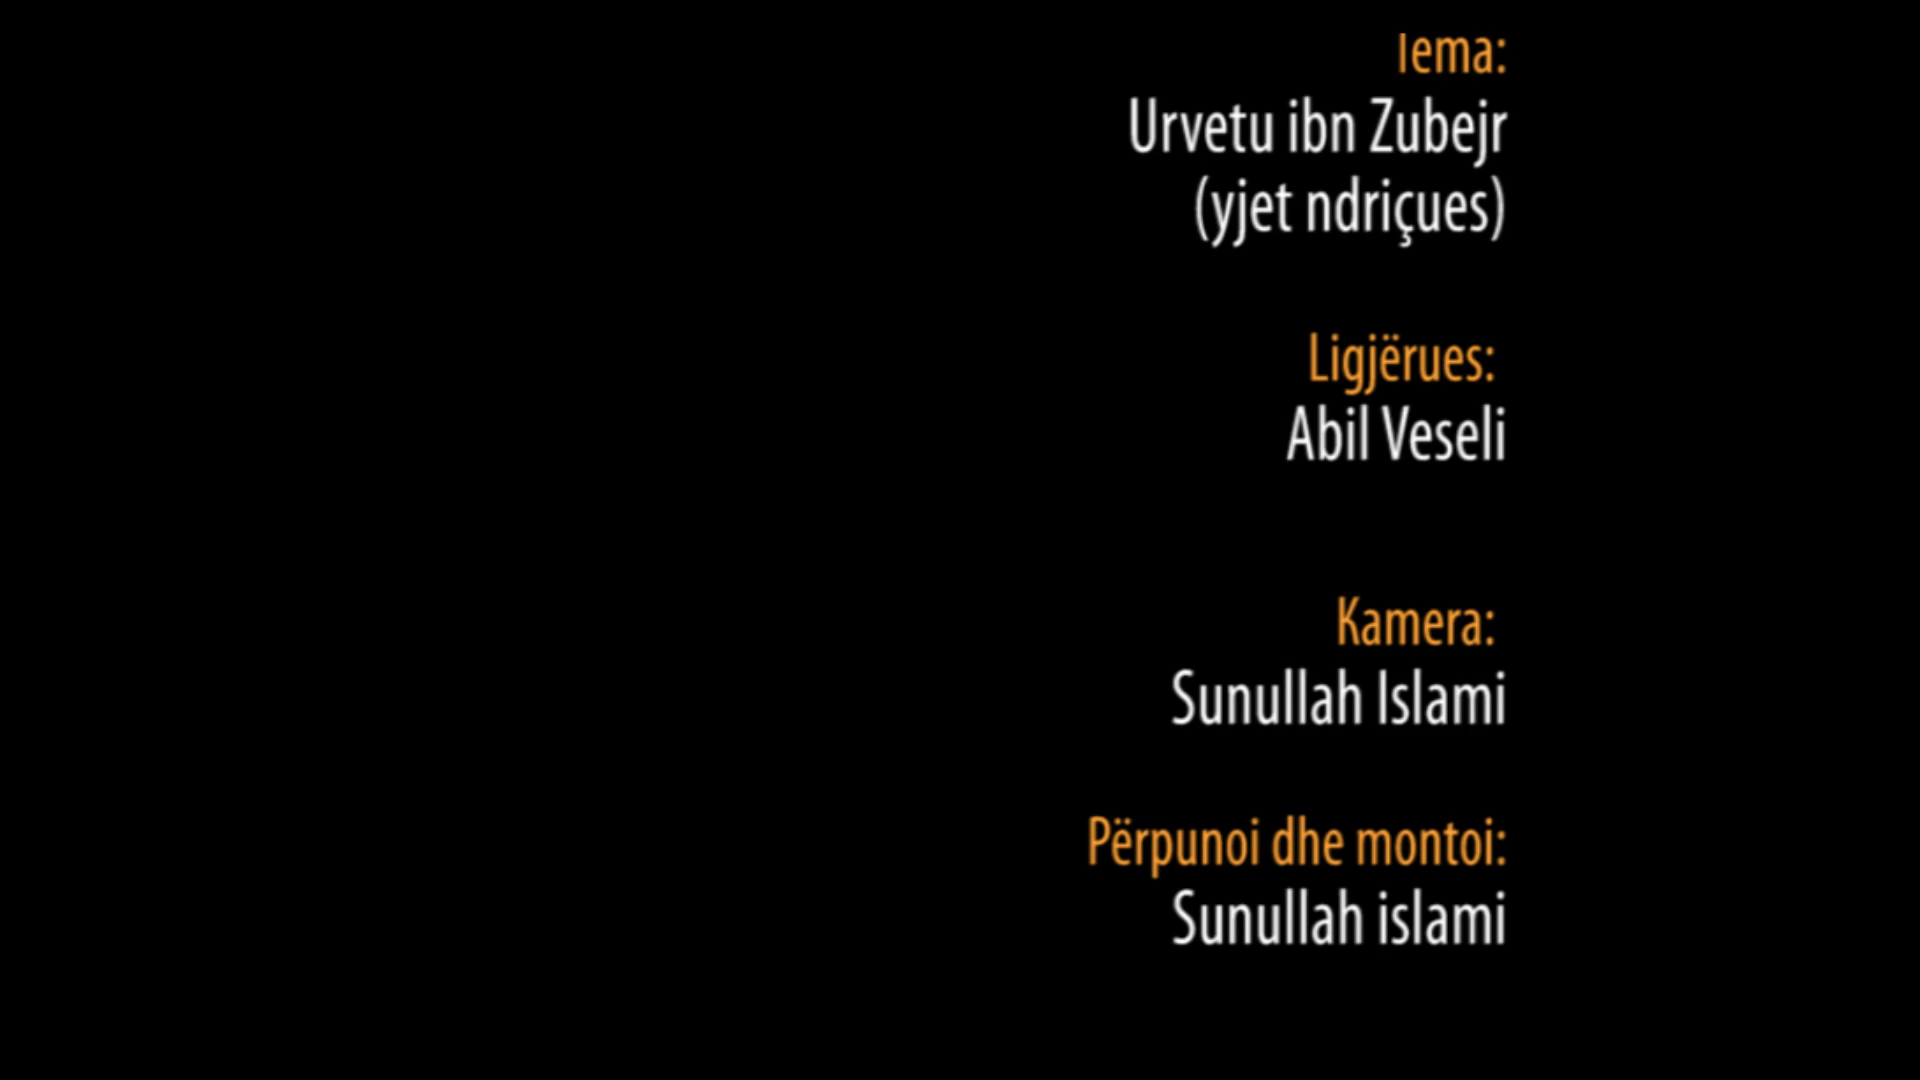 Tema:
Urvetu ibn Zubejr
(yjet ndriçues)
Ligjërues:
Abil Veseli
Kamera:
Sunullah Islami
Përpunoi dhe montoi:
Sunullah islami